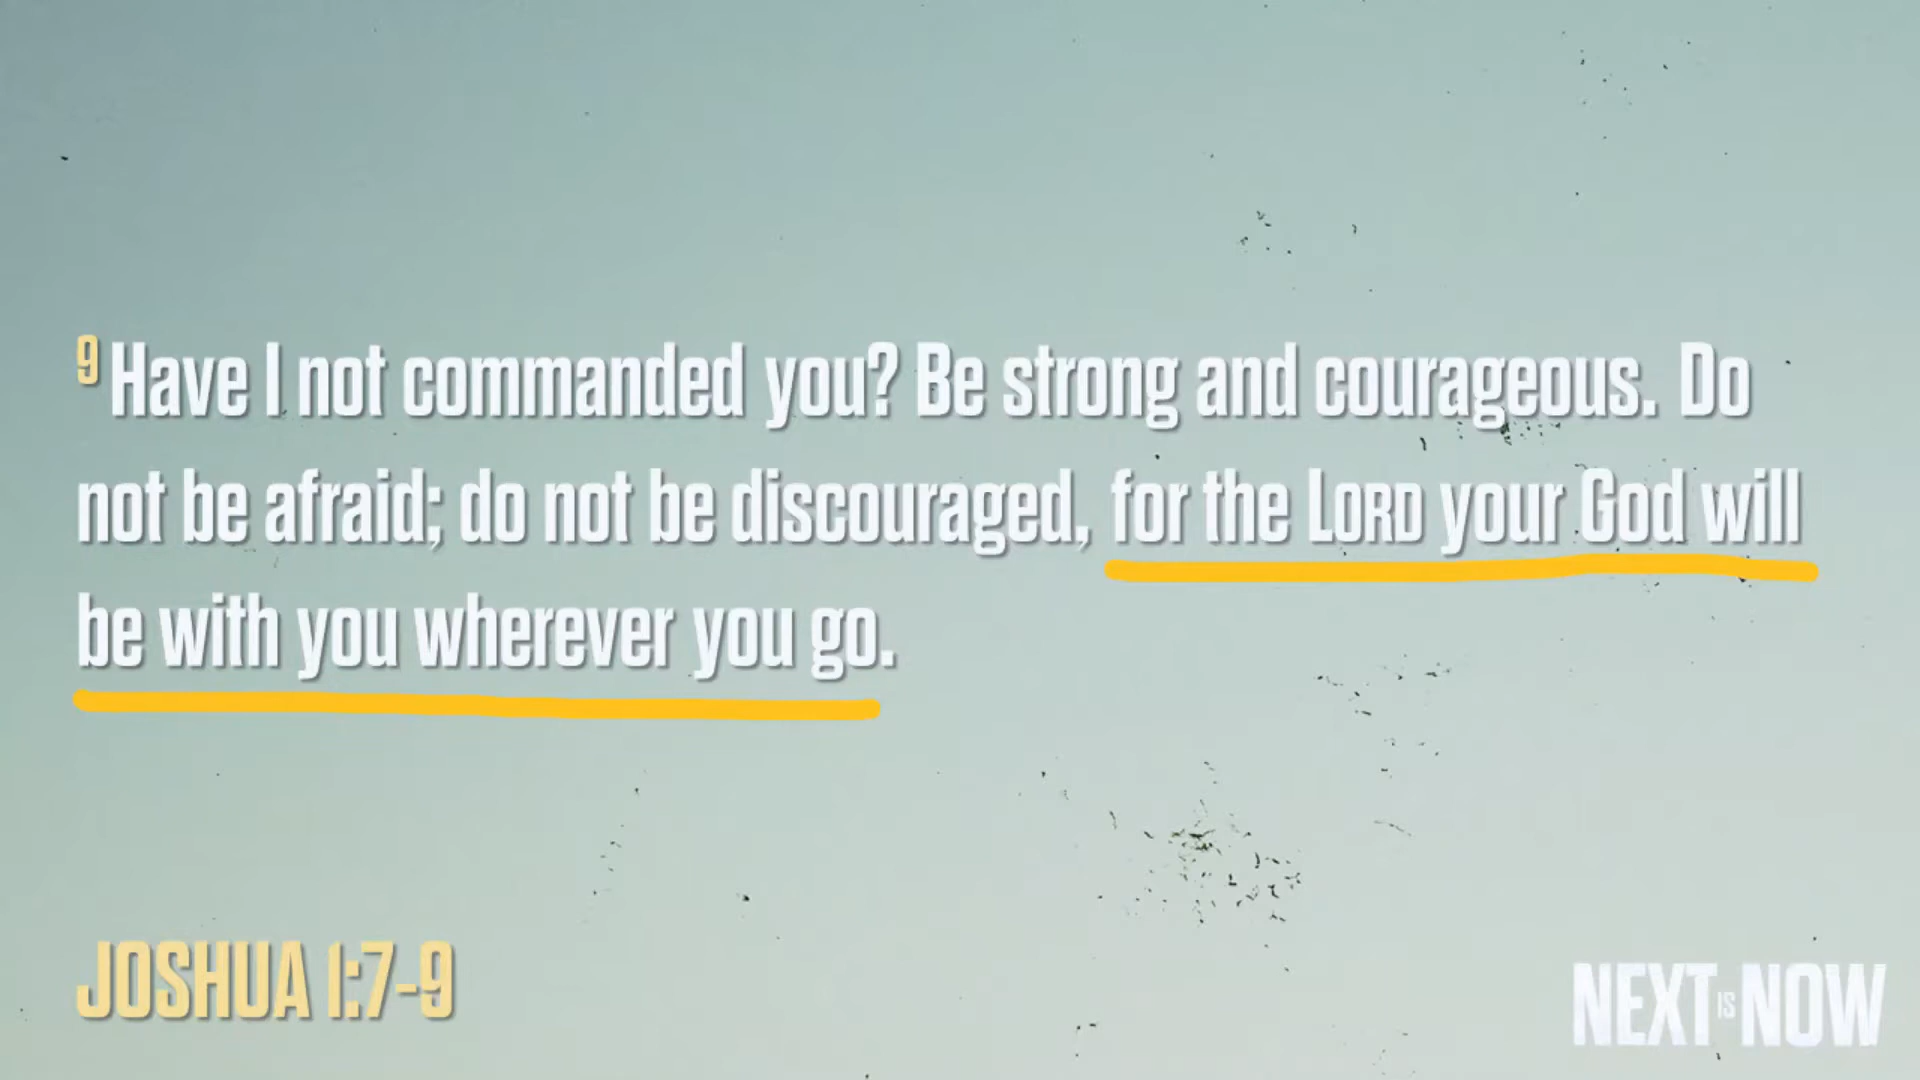 9 Have I not commanded you? Be strong and courageous. Do
not be afraid; do not be discouraged, for the LORD your God will
be with you wherever you go.
JOSHUA 1:7-9
NEXT IS NOW